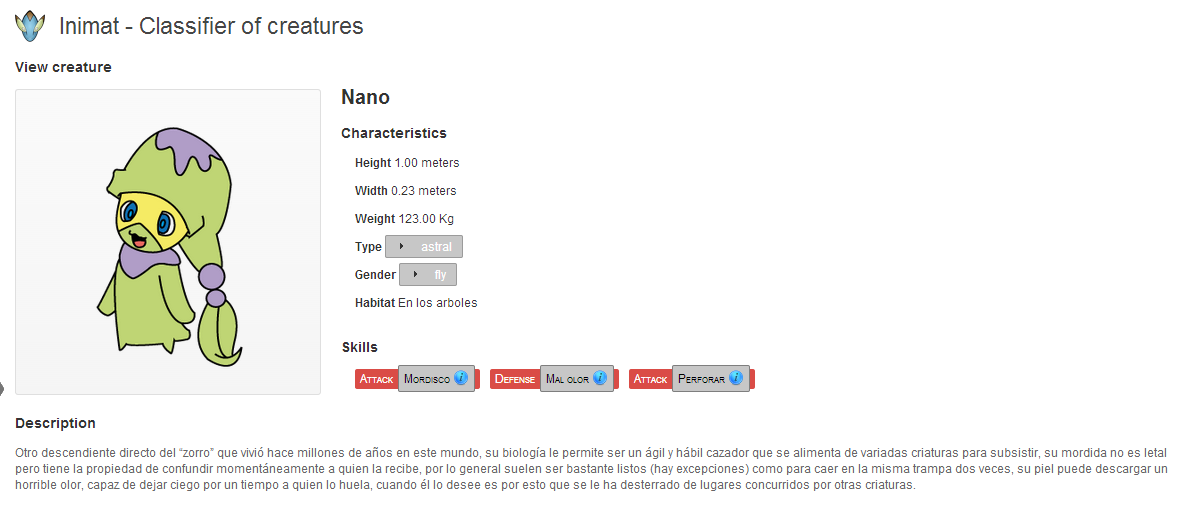 Inimat - Classifier of creatures
View creature
Nano
Characteristics
Height 1.00 meters
Width 0.23 meters
Weight 123.00 Kg
Type astral
Gender fly
Habitat En los arboles
Skills
Attack Mordisco i Defense Mal olor i Attack Perforar i
Description
Otro descendiente directo del “zorro” que vivió hace millones de años en este mundo, su biología le permite ser un ágil y hábil cazador que se alimenta de variadas criaturas para subsistir, su mordida no es letal
pero tiene la propiedad de confundir momentáneamente a quien la recibe, por lo general suelen ser bastante listos (hay excepciones) como para caer en la misma trampa dos veces, su piel puede descargar un
horrible olor, capaz de dejar ciego por un tiempo a quien lo huela, cuando él lo desee es por esto que se le ha desterrado de lugares concurridos por otras criaturas.